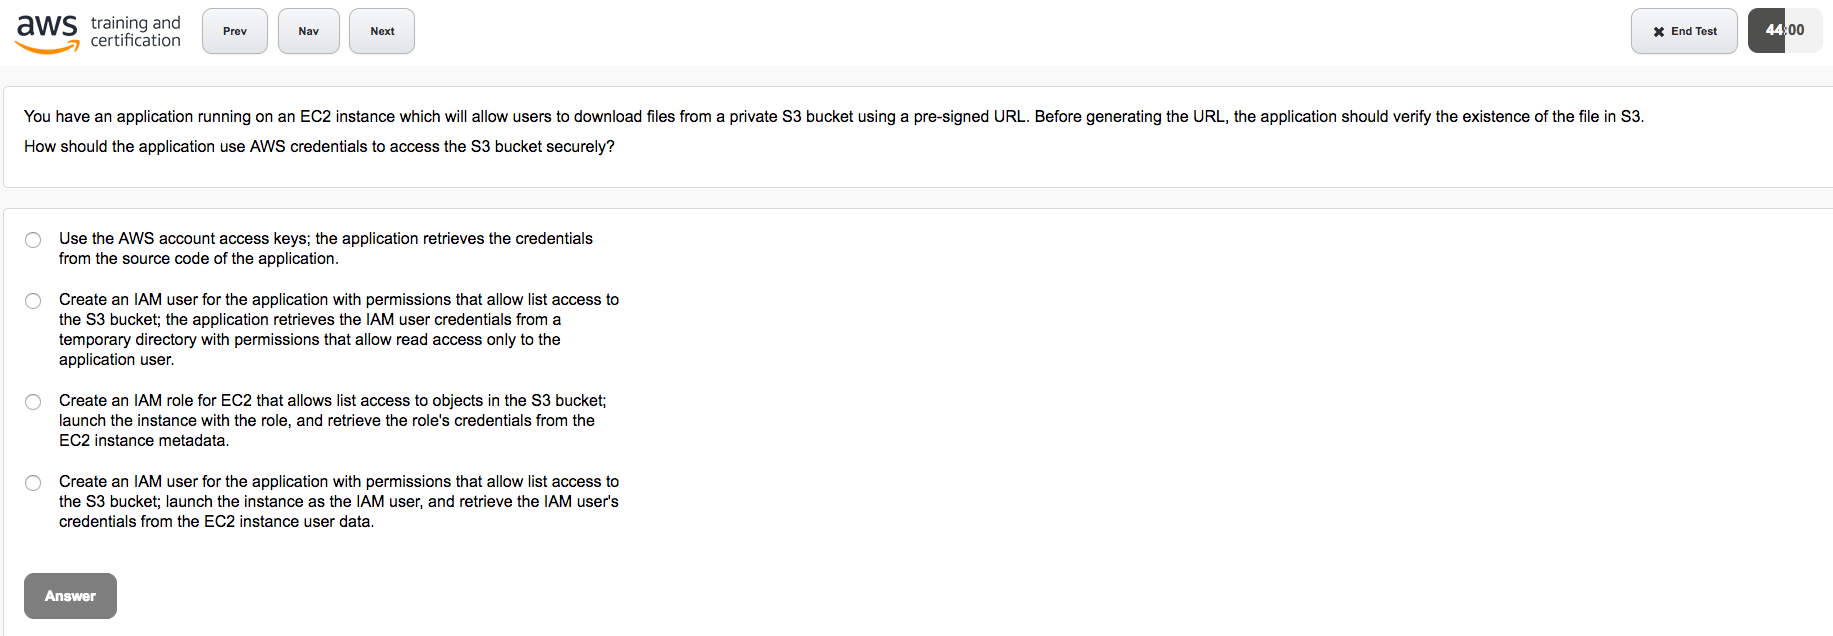 aws training and certification
Prev
Nav
Next
End Test
44:00
You have an application running on an EC2 instance which will allow users to download files from a private S3 bucket using a pre-signed URL. Before generating the URL, the application should verify the existence of the file in S3.
How should the application use AWS credentials to access the S3 bucket securely?
Use the AWS account access keys; the application retrieves the credentials
from the source code of the application.
Create an IAM user for the application with permissions that allow list access to
the S3 bucket; the application retrieves the IAM user credentials from a
temporary directory with permissions that allow read access only to the
application user.
Create an IAM role for EC2 that allows list access to objects in the S3 bucket;
launch the instance with the role, and retrieve the role's credentials from the
EC2 instance metadata.
Create an IAM user for the application with permissions that allow list access to
the S3 bucket; launch the instance as the IAM user, and retrieve the IAM user's
credentials from the EC2 instance user data.
Answer